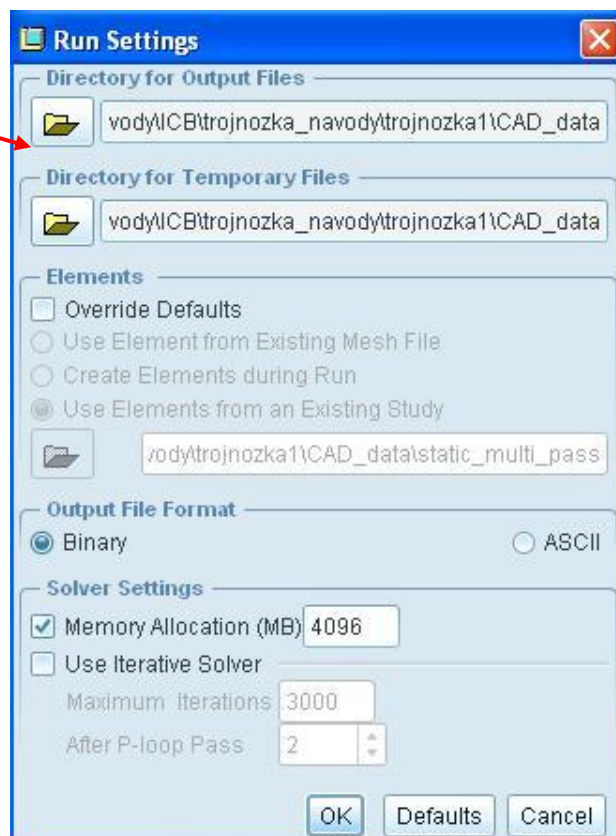 Run Settings
Directory for Output Files
vody\ICB\trojnozka_navody\trojnozka1\CAD_data
Directory for Temporary Files
vody\ICB\trojnozka_navody\trojnozka1\CAD_data
Elements
Override Defaults
Use Element from Existing Mesh File
Create Elements during Run
Use Elements from an Existing Study
vody\trojnozka1\CAD_data\static_multi_pass
Output File Format
Binary ASCII
Solver Settings
Memory Allocation (MB) 4096
Use Iterative Solver
Maximum Iterations 3000
After P-loop Pass 2
OK Defaults Cancel